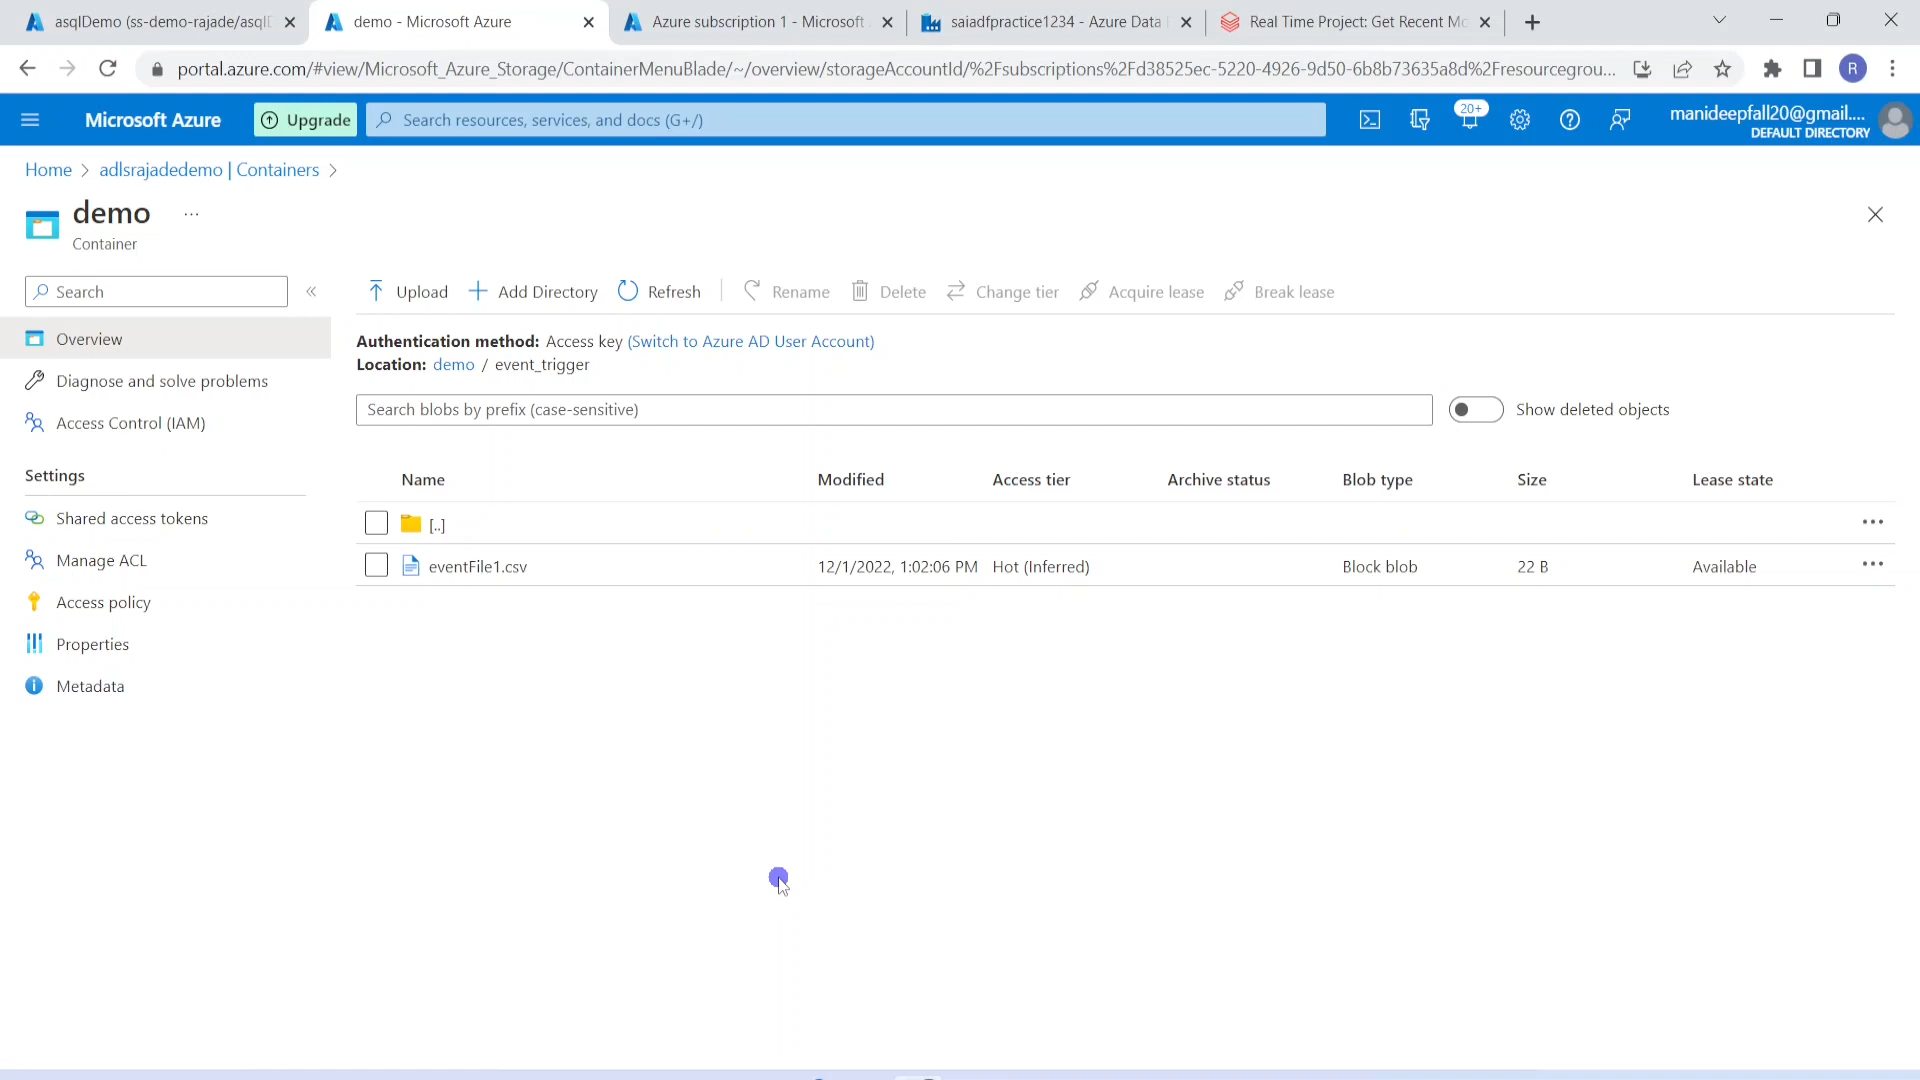 asqlDemo (ss-demo-rajade/asqlD
demo - Microsoft Azure
Azure subscription 1 - Microsoft
saiadfpractice1234 - Azure Data
Real Time Project: Get Recent Mo
portal.azure.com/#view/Microsoft_Azure_Storage/ContainerMenuBlade/~/overview/storageAccountId/%2Fsubscriptions%2Fd38525ec-5220-4926-9d50-6b8b73635a8d%2Fresourcegrou...
R
Microsoft Azure
Upgrade
Search resources, services, and docs (G+/)
20+
manideepfall20@gmail....
DEFAULT DIRECTORY
Home > adlsrajadedemo | Containers >
demo ...
Container
Search «
Upload + Add Directory Refresh Rename Delete Change tier Acquire lease Break lease
Overview
Diagnose and solve problems
Access Control (IAM)
Settings
Shared access tokens
Manage ACL
Access policy
Properties
Metadata
Authentication method: Access key (Switch to Azure AD User Account)
Location: demo / event_trigger
Search blobs by prefix (case-sensitive)
Show deleted objects
Name Modified Access tier Archive status Blob type Size Lease state
[..] ...
eventFile1.csv 12/1/2022, 1:02:06 PM Hot (Inferred) Block blob 22 B Available ...